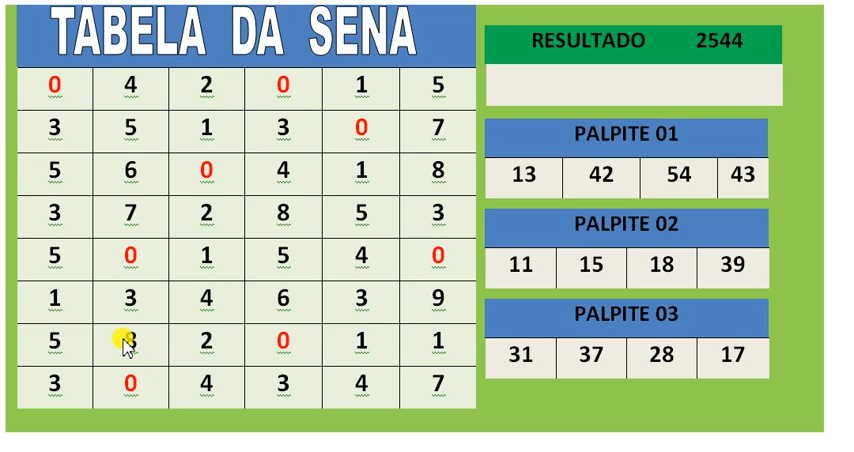 TABELA DA SENA
0 4 2 0 1 5
3 5 1 3 0 7
5 6 0 4 1 8
3 7 2 8 5 3
5 0 1 5 4 0
1 3 4 6 3 9
5 8 2 0 1 1
3 0 4 3 4 7
RESULTADO 2544
PALPITE 01
13 42 54 43
PALPITE 02
11 15 18 39
PALPITE 03
31 37 28 17